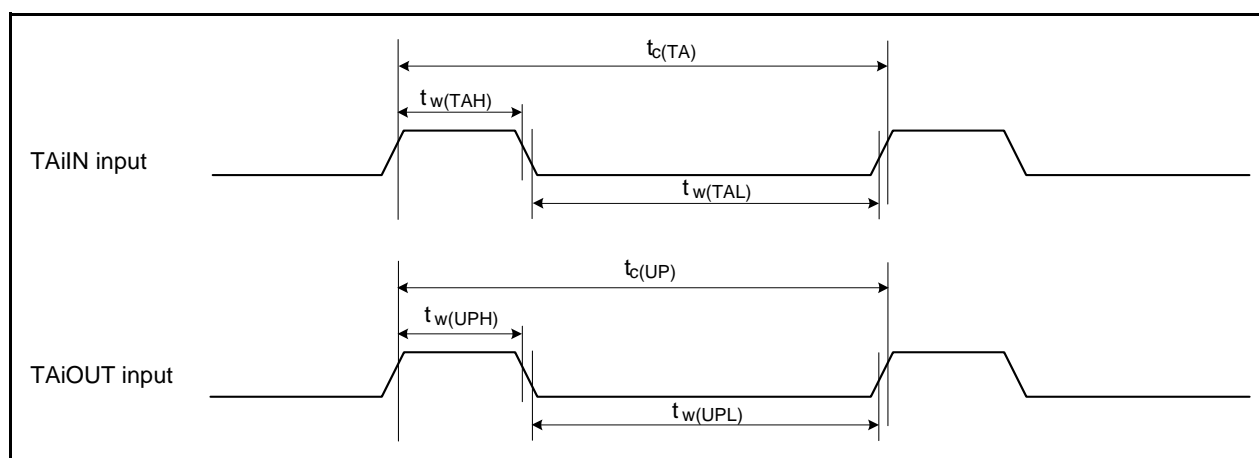 tc(TA)
tw(TAH)
TAiIN input
tw(TAL)
tc(UP)
tw(UPH)
TAiOUT input
tw(UPL)